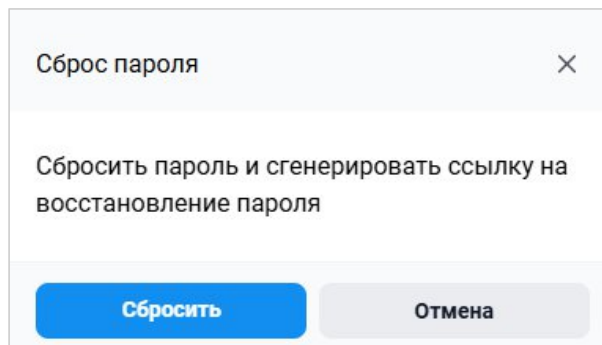 Сброс пароля
Сбросить пароль и сгенерировать ссылку на
восстановление пароля
Сбросить
Отмена